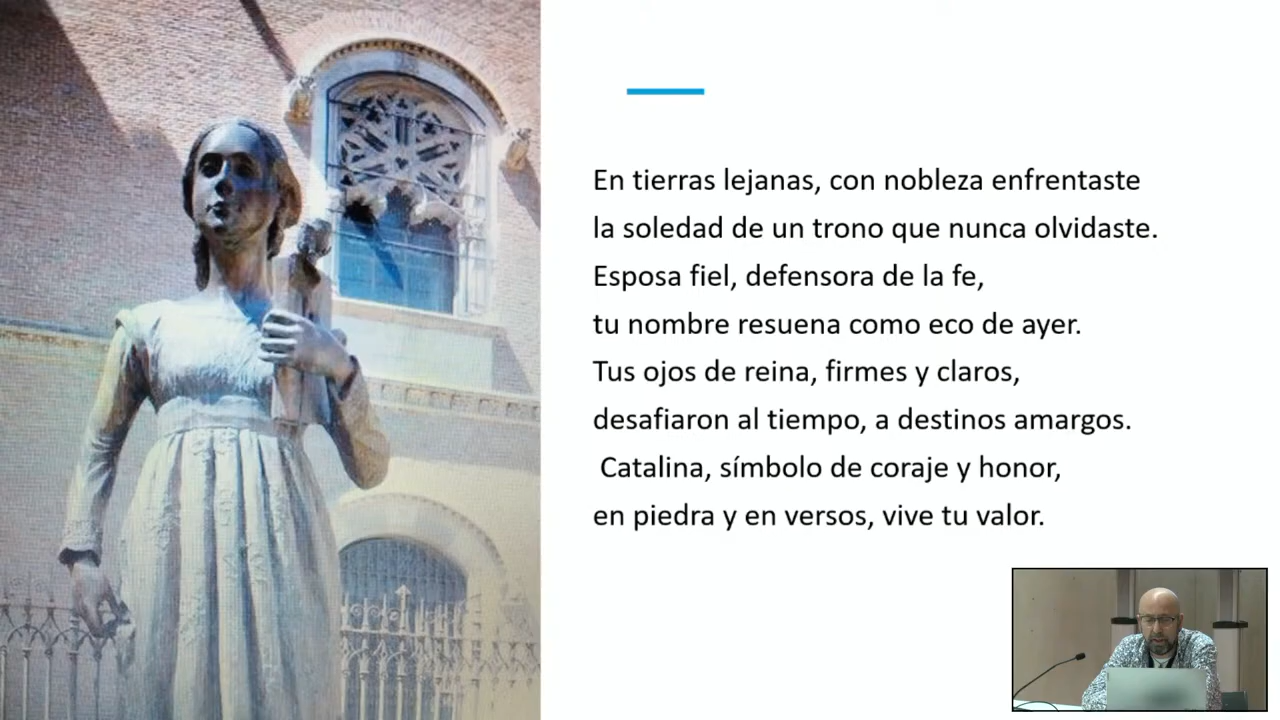 En tierras lejanas, con nobleza enfrentaste
la soledad de un trono que nunca olvidaste.
Esposa fiel, defensora de la fe,
tu nombre resuena como eco de ayer.
Tus ojos de reina, firmes y claros,
desafiaron al tiempo, a destinos amargos.
Catalina, símbolo de coraje y honor,
en piedra y en versos, vive tu valor.